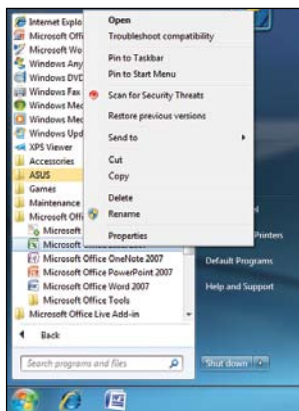 Internet Explo
Microsoft Offi
Microsoft Wo
Windows Any
Windows DVD
Windows Fax
Windows Med
Windows Med
Windows Upd
XPS Viewer
Accessories
ASUS
Games
Maintenance
Microsoft Offi
Microsoft
Microsoft
Microsoft Office OneNote 2007
Microsoft Office PowerPoint 2007
Microsoft Office Word 2007
Microsoft Office Tools
Microsoft Office Live Add-in
Back
Search programs and files
Open
Troubleshoot compatibility
Pin to Taskbar
Pin to Start Menu
Scan for Security Threats
Restore previous versions
Send to
Cut
Copy
Delete
Rename
Properties
Printers
Default Programs
Help and Support
Shut down